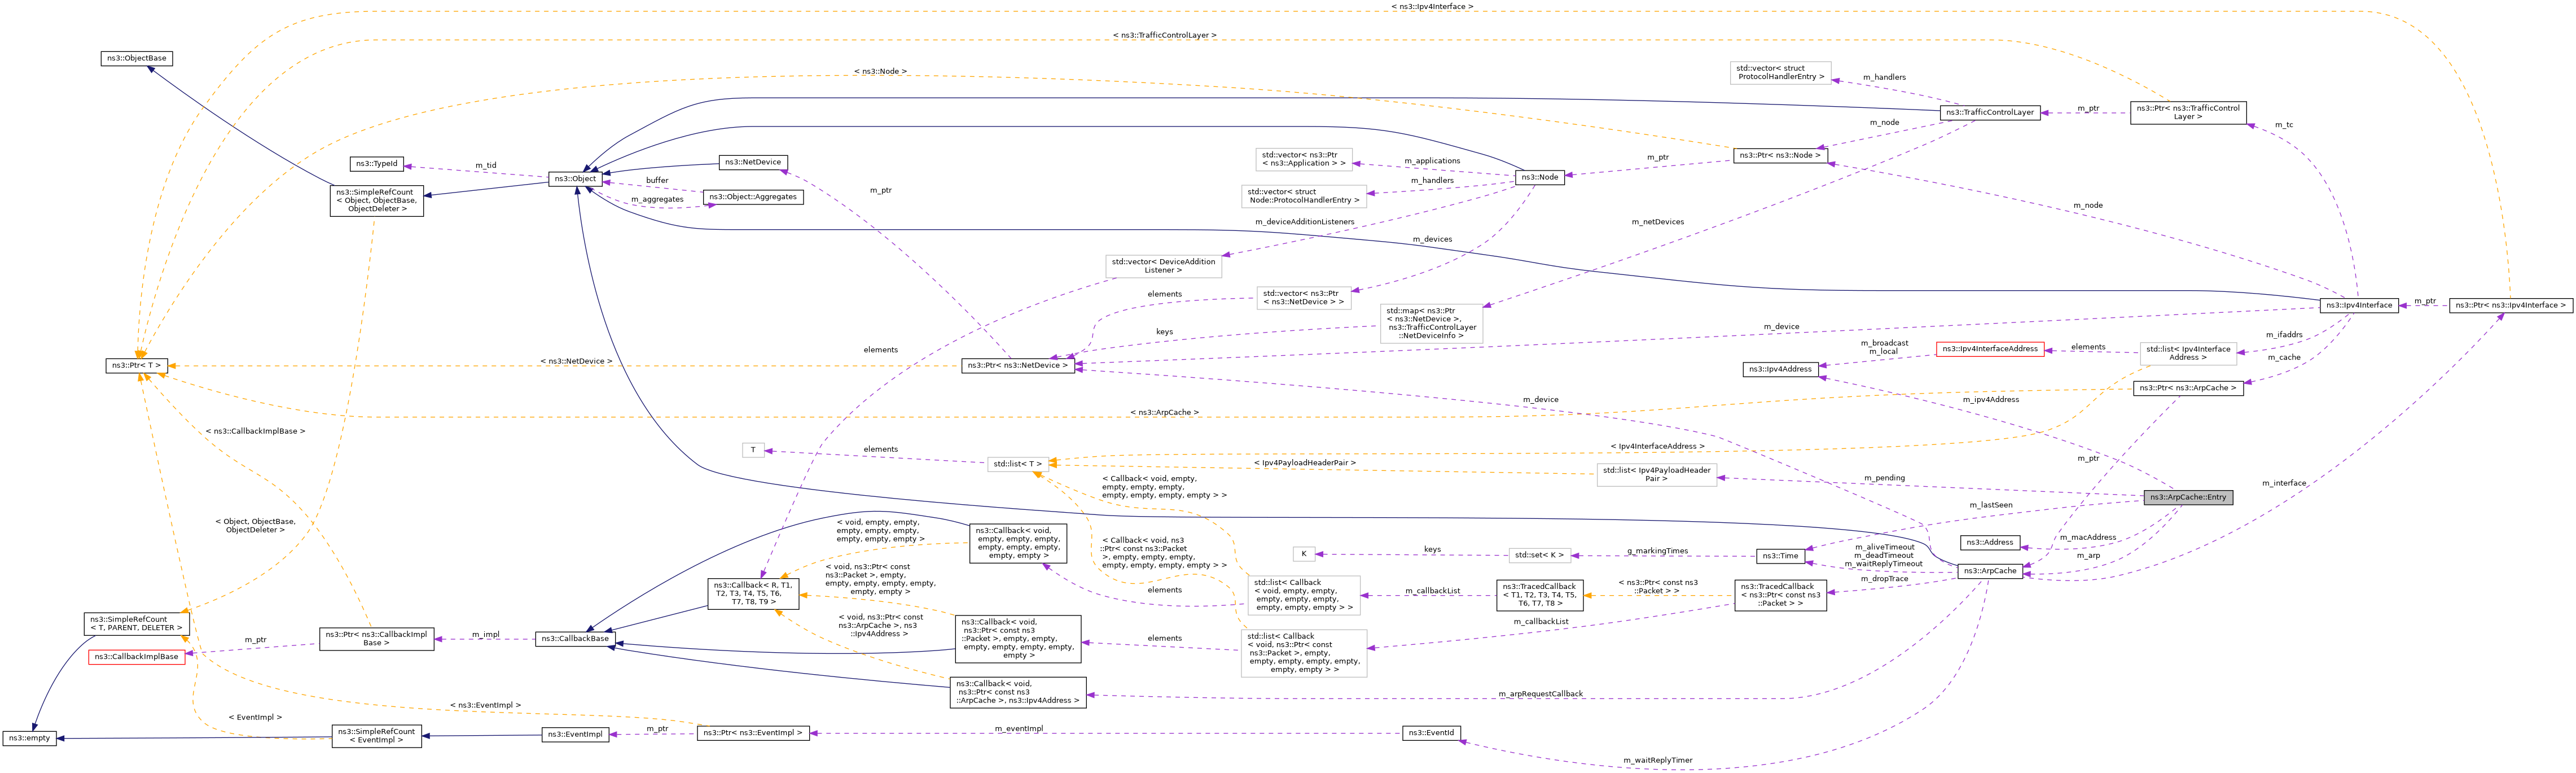 < ns3::Ipv4Interface >
< ns3::TrafficControlLayer >
ns3::ObjectBase
< ns3::Node >
std::vector< struct
ProtocolHandlerEntry >
m_handlers
ns3::TrafficControlLayer
m_ptr
ns3::Ptr< ns3::TrafficControl
Layer >
m_tc
m_node
ns3::TypeId
m_tid
ns3::Object
ns3::NetDevice
buffer
ns3::Object::Aggregates
m_aggregates
m_ptr
std::vector< ns3::Ptr
< ns3::Application > >
m_applications
m_handlers
std::vector< struct
Node::ProtocolHandlerEntry >
ns3::Node
m_ptr
ns3::Ptr< ns3::Node >
ns3::SimpleRefCount
< Object, ObjectBase,
ObjectDeleter >
m_deviceAdditionListeners
m_devices
m_netDevices
m_node
std::vector< DeviceAddition
Listener >
elements
std::vector< ns3::Ptr
< ns3::NetDevice > >
std::map< ns3::Ptr
< ns3::NetDevice >,
ns3::TrafficControlLayer
::NetDeviceInfo >
keys
elements
m_device
ns3::Ipv4Interface
m_ptr
ns3::Ptr< ns3::Ipv4Interface >
m_ifaddrs
m_cache
ns3::Ptr< T >
< ns3::NetDevice >
ns3::Ptr< ns3::NetDevice >
ns3::Ipv4Address
m_broadcast
m_local
ns3::Ipv4InterfaceAddress
elements
std::list< Ipv4Interface
Address >
ns3::Ptr< ns3::ArpCache >
m_device
m_ipv4Address
< ns3::ArpCache >
< ns3::CallbackImplBase >
T
elements
std::list< T >
< Ipv4InterfaceAddress >
< Ipv4PayloadHeaderPair >
std::list< Ipv4PayloadHeader
Pair >
m_pending
m_ptr
ns3::ArpCache::Entry
m_interface
m_lastSeen
< Callback< void, empty,
empty, empty, empty,
empty, empty, empty, empty > >
< Object, ObjectBase,
ObjectDeleter >
< void, empty, empty,
empty, empty, empty,
empty, empty, empty >
ns3::Callback< void,
empty, empty, empty,
empty, empty, empty,
empty, empty >
< Callback< void, ns3
::Ptr< const ns3::Packet
>, empty, empty, empty,
empty, empty, empty, empty > >
K
keys
std::set< K >
g_markingTimes
ns3::Time
ns3::Address
m_macAddress
m_arp
m_aliveTimeout
m_deadTimeout
m_waitReplyTimeout
ns3::ArpCache
m_dropTrace
ns3::Callback< R, T1,
T2, T3, T4, T5, T6,
T7, T8, T9 >
< void, ns3::Ptr< const
ns3::Packet >, empty,
empty, empty, empty, empty,
empty, empty >
elements
std::list< Callback
< void, empty, empty,
empty, empty, empty,
empty, empty, empty > >
m_callbackList
ns3::TracedCallback
< T1, T2, T3, T4, T5,
T6, T7, T8 >
< ns3::Ptr< const ns3
::Packet > >
ns3::TracedCallback
< ns3::Ptr< const ns3
::Packet > >
m_callbackList
ns3::SimpleRefCount
< T, PARENT, DELETER >
m_ptr
ns3::CallbackImplBase
ns3::Ptr< ns3::CallbackImpl
Base >
m_impl
ns3::CallbackBase
< void, ns3::Ptr< const
ns3::ArpCache >, ns3
::Ipv4Address >
ns3::Callback< void,
ns3::Ptr< const ns3
::Packet >, empty, empty,
empty, empty, empty, empty,
empty >
elements
std::list< Callback
< void, ns3::Ptr< const
ns3::Packet >, empty,
empty, empty, empty, empty,
empty, empty > >
ns3::Callback< void,
ns3::Ptr< const ns3
::ArpCache >, ns3::Ipv4Address >
m_arpRequestCallback
< ns3::EventImpl >
< EventImpl >
ns3::empty
ns3::SimpleRefCount
< EventImpl >
ns3::EventImpl
m_ptr
ns3::Ptr< ns3::EventImpl >
m_eventImpl
ns3::EventId
m_waitReplyTimer